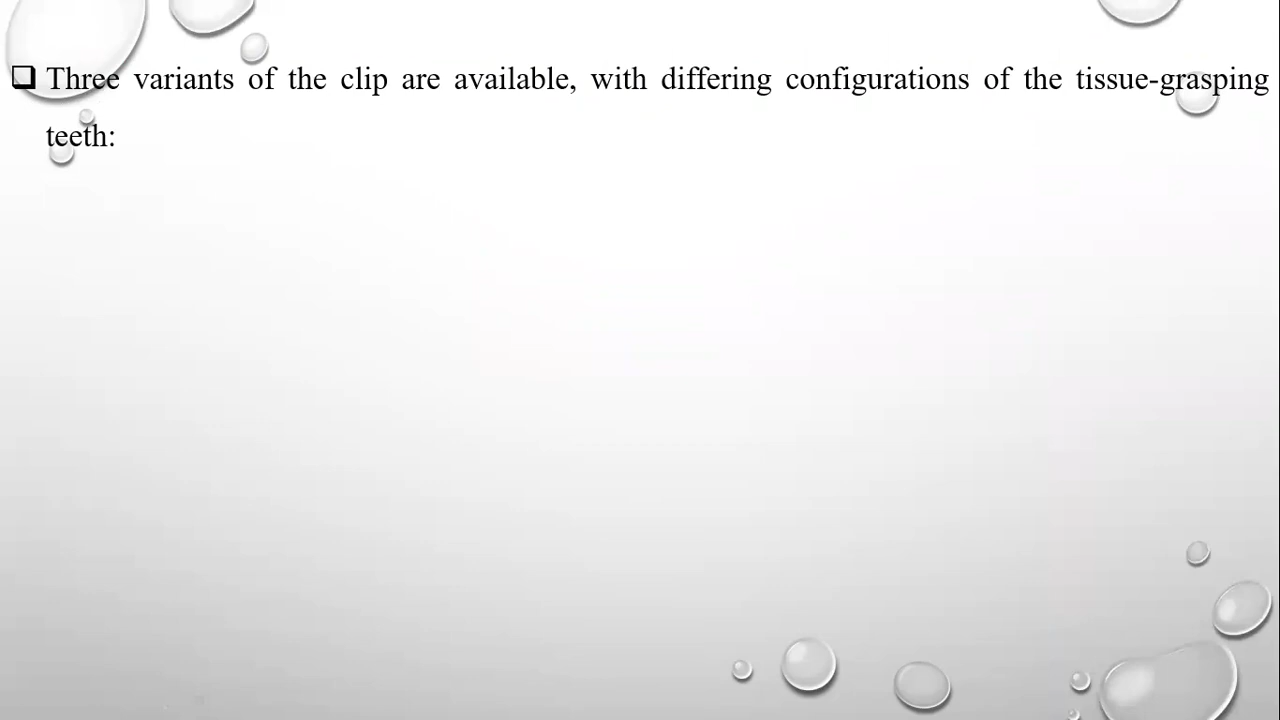 ❑ Three variants of the clip are available, with differing configurations of the tissue-grasping
teeth: